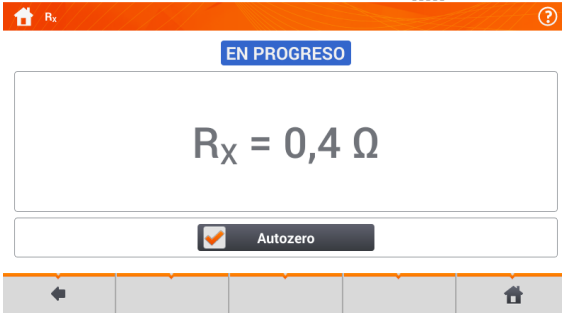 Rx
EN PROGRESO
Rx = 0,4 Ω
Autozero